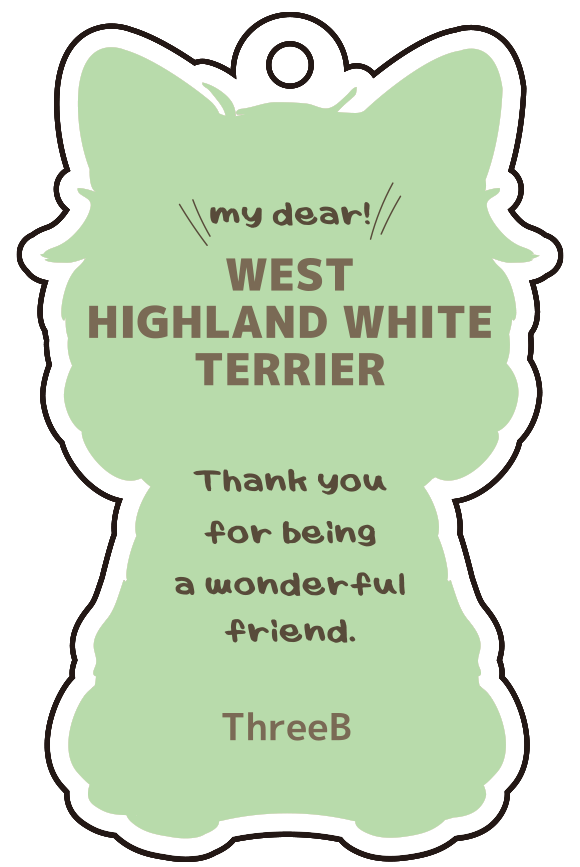 my dear!
WEST
HIGHLAND WHITE
TERRIER
Thank you
for being
a wonderful
friend.
ThreeB